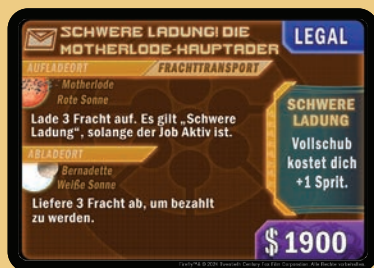 SCHWERE LADUNG! DIE
MOTHERLODE-HAUPTADER
LEGAL
AUFLADEORT
FRACHTTRANSPORT
Motherlode
Rote Sonne
Lade 3 Fracht auf. Es gilt „Schwere
Ladung“, solange der Job Aktiv ist.
ABLADEORT
Bernadette
Weiße Sonne
Liefere 3 Fracht ab, um bezahlt
zu werden.
SCHWERE
LADUNG
Vollschub
kostet dich
+1 Sprit.
$1900